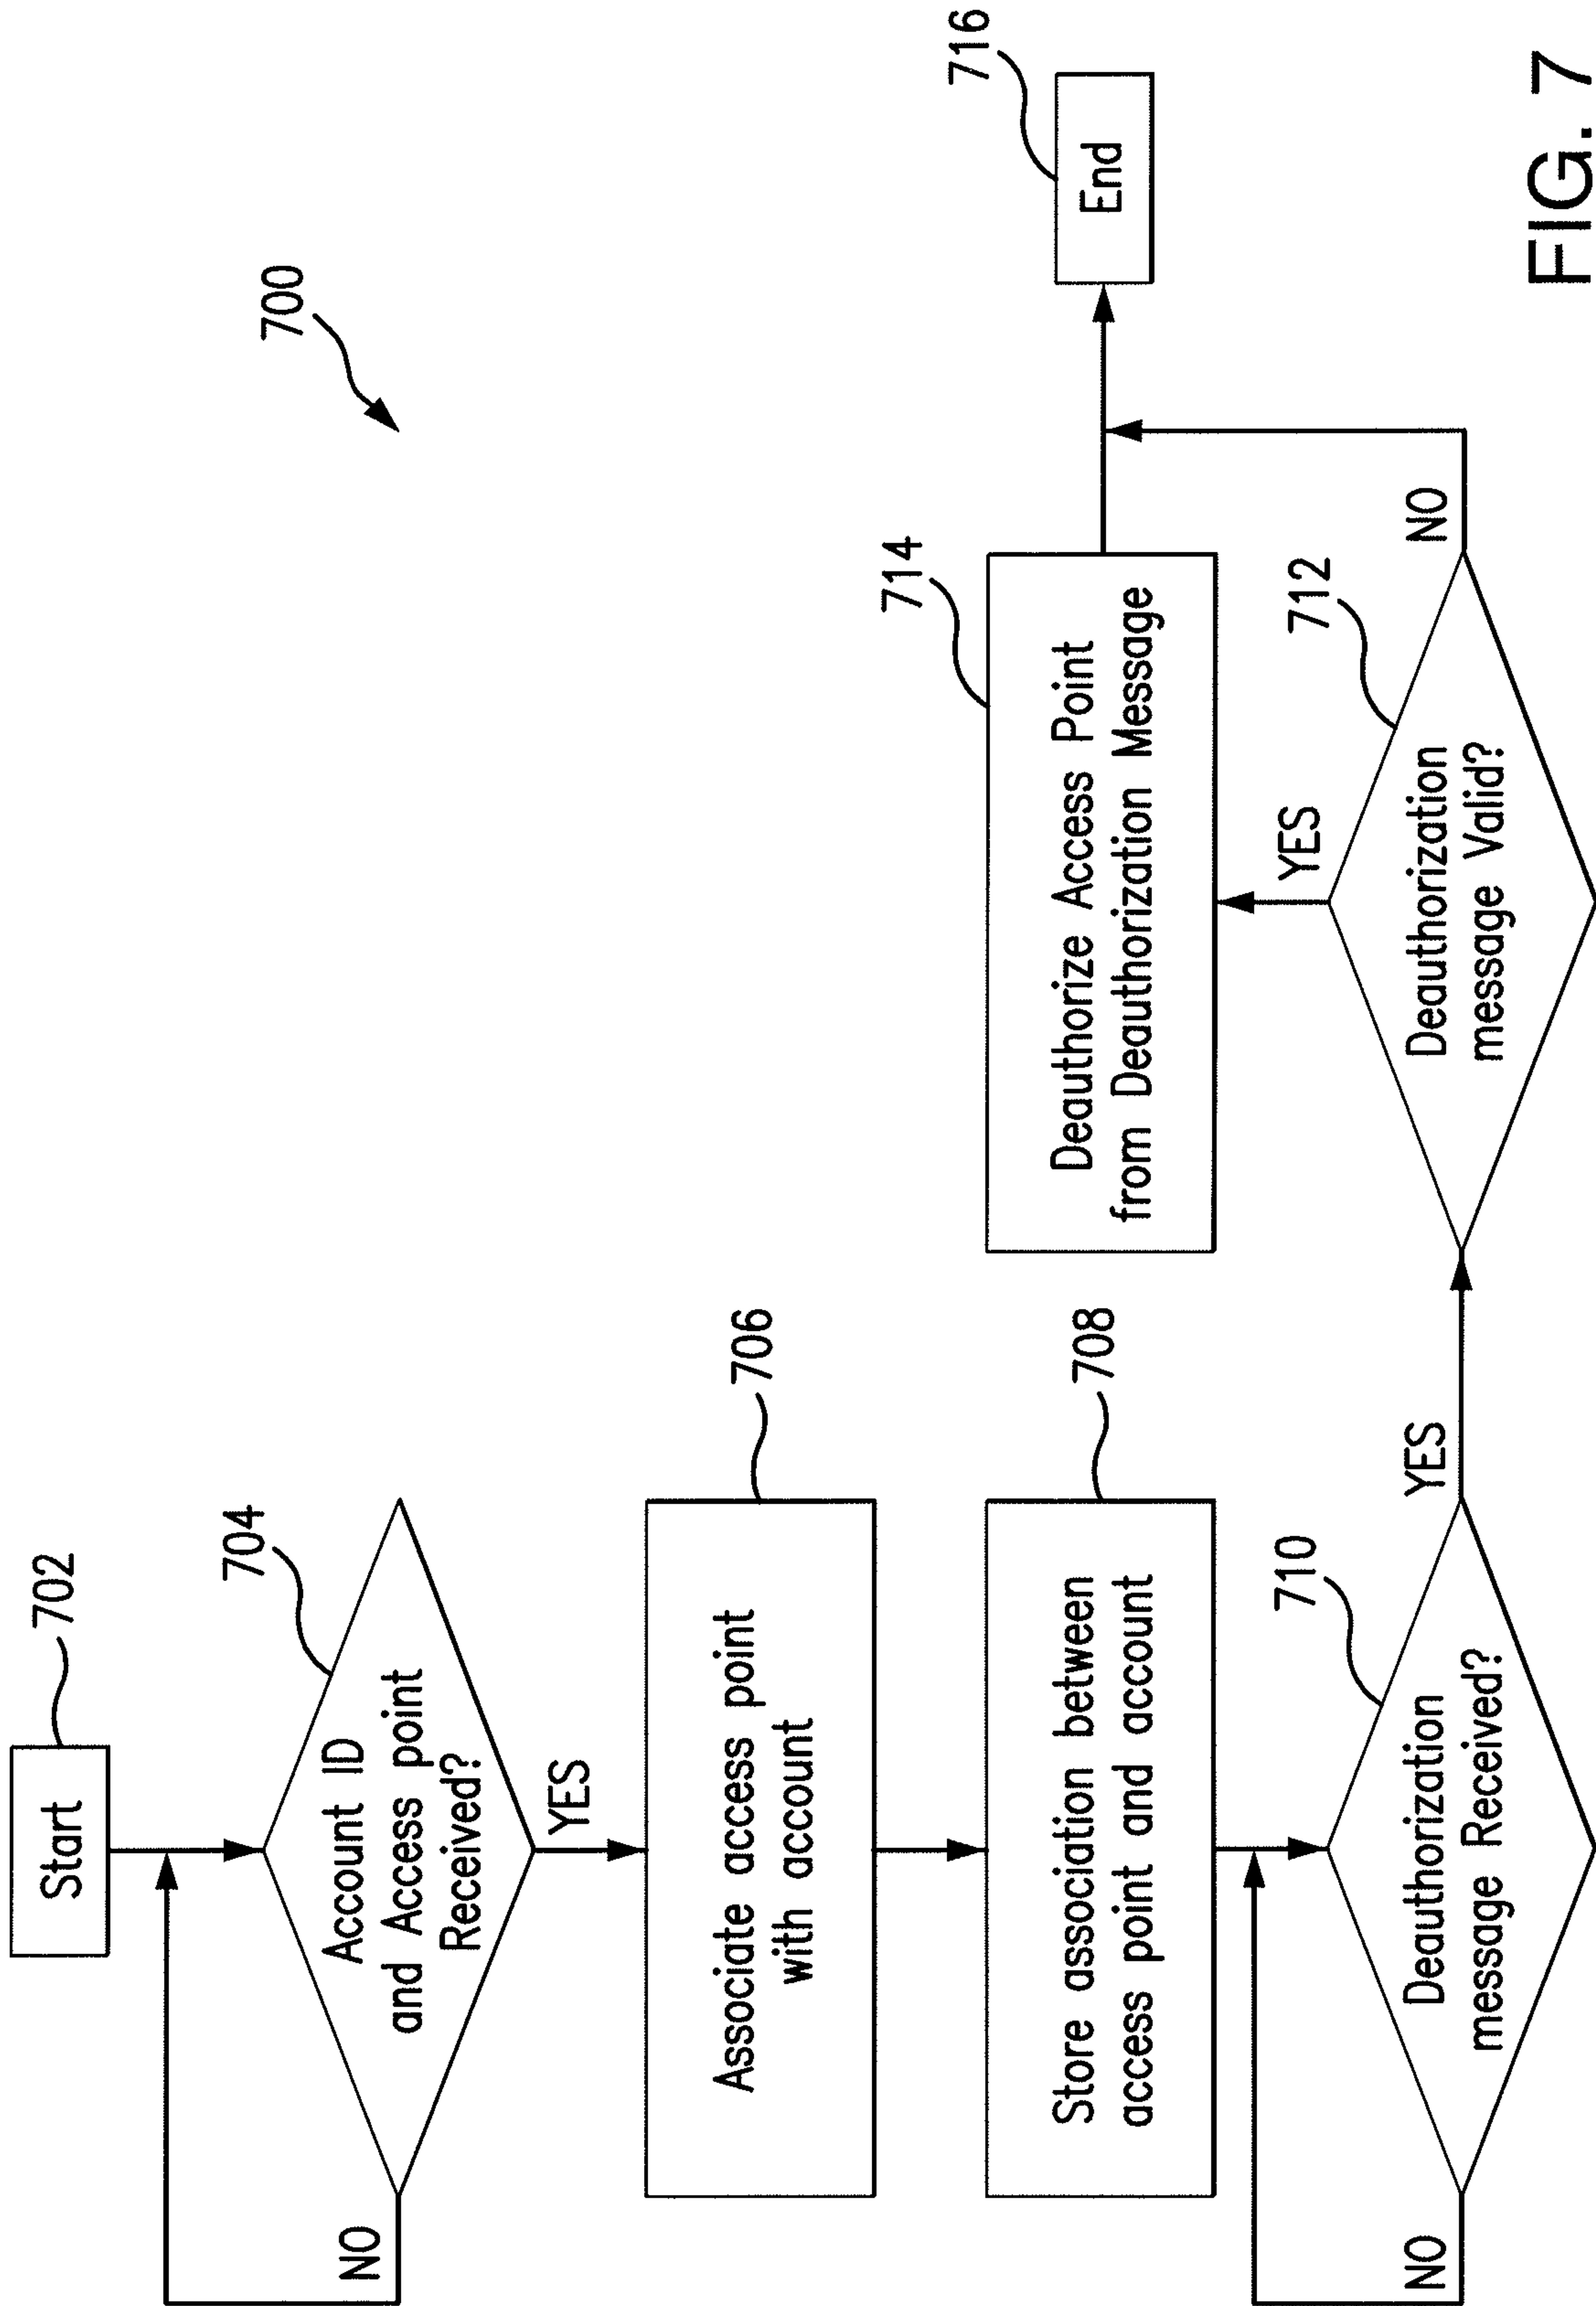 700
Start
702
Account ID
and Access point
Received?
704
NO
YES
Associate access point
with account
706
Store association between
access point and account
708
Deauthorization
message Received?
710
NO
YES
Deauthorization
message Valid?
712
YES
NO
Deauthorize Access Point
from Deauthorization Message
714
End
716
FIG. 7